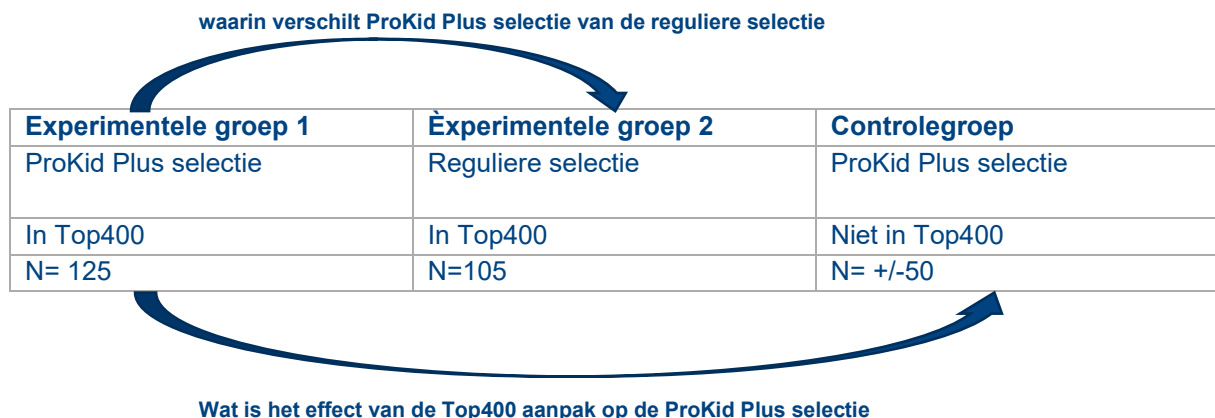 waarin verschilt ProKid Plus selectie van de reguliere selectie
Experimentele groep 1 Èxperimentele groep 2 Controlegroep
ProKid Plus selectie Reguliere selectie ProKid Plus selectie
In Top400 In Top400 Niet in Top400
N= 125 N=105 N= +/-50
Wat is het effect van de Top400 aanpak op de ProKid Plus selectie